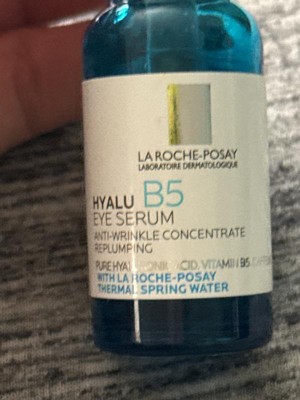 LA ROCHE-POSAY
LABORATOIRE DERMATOLOGIQUE
HYALU B5
EYE SERUM
ANTI-WRINKLE CONCENTRATE
REPLUMPING
PURE ACID, VITAMIN B5,
WITH LA ROCHE-POSAY
THERMAL SPRING WATER